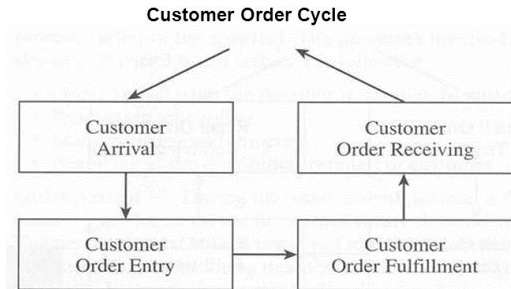 Customer Order Cycle
Customer
Arrival
Customer
Order Receiving
Customer
Order Entry
Customer
Order Fulfillment